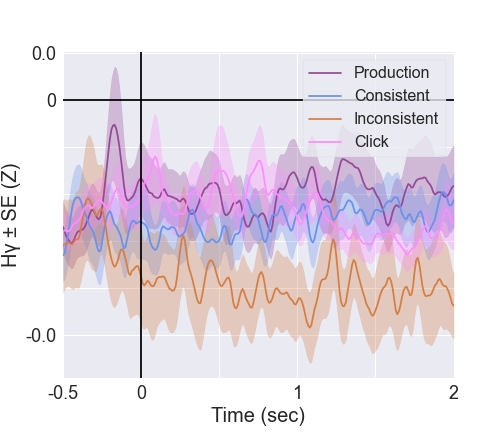 0.0
0
-0.0
Hγ ± SE (Z)
Production
Consistent
Inconsistent
Click
-0.5
0
1
2
Time (sec)